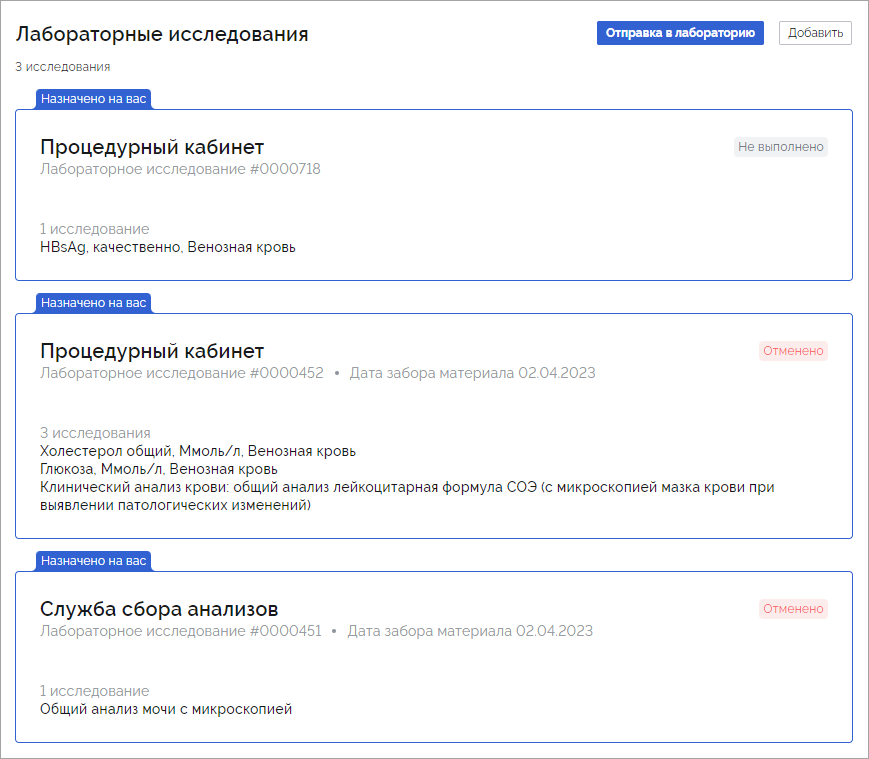 Лабораторные исследования
Отправка в лабораторию
Добавить
3 исследования
Назначено на вас
Процедурный кабинет
Не выполнено
Лабораторное исследование #0000718
1 исследование
HBsAg, качественно, Венозная кровь
Назначено на вас
Процедурный кабинет
Отменено
Лабораторное исследование #0000452 • Дата забора материала 02.04.2023
3 исследования
Холестерол общий, Ммоль/л, Венозная кровь
Глюкоза, Ммоль/л, Венозная кровь
Клинический анализ крови: общий анализ лейкоцитарная формула СОЭ (с микроскопией мазка крови при
выявлении патологических изменений)
Назначено на вас
Служба сбора анализов
Отменено
Лабораторное исследование #0000451 • Дата забора материала 02.04.2023
1 исследование
Общий анализ мочи с микроскопией